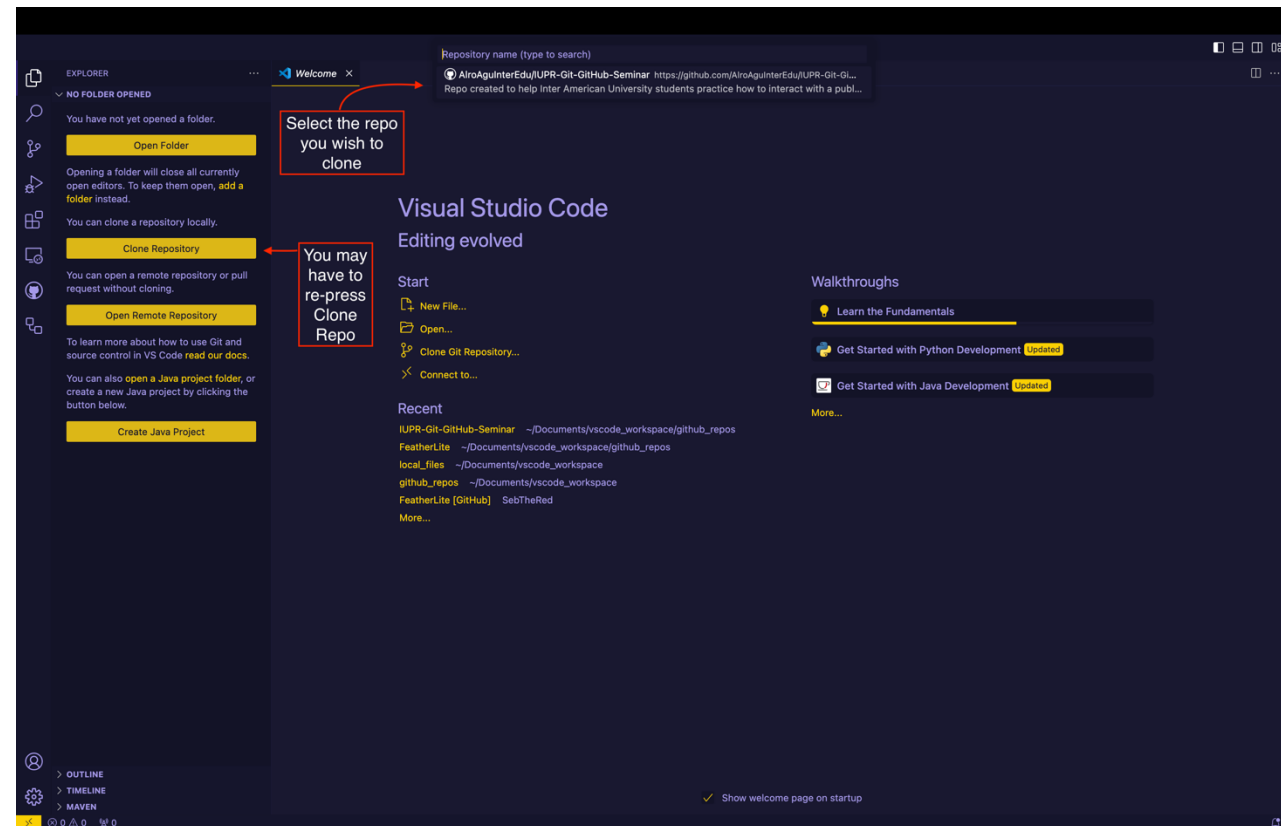 Repository name (type to search)
AlroAguInterEdu/IUPR-Git-GitHub-Seminar https://github.com/AlroAguInterEdu/IUPR-Git-Gi...
Repo created to help Inter American University students practice how to interact with a publ...
EXPLORER
Welcome
NO FOLDER OPENED
You have not yet opened a folder.
Open Folder
Opening a folder will close all currently
open editors. To keep them open, add a
folder instead.
You can clone a repository locally.
Clone Repository
You can open a remote repository or pull
request without cloning.
Open Remote Repository
To learn more about how to use Git and
source control in VS Code read our docs.
You can also open a Java project folder, or
create a new Java project by clicking the
button below.
Create Java Project
Select the repo
you wish to
clone
You may
have to
re-press
Clone
Repo
Visual Studio Code
Editing evolved
Start
New File...
Open...
Clone Git Repository...
Connect to...
Recent
IUPR-Git-GitHub-Seminar ~/Documents/vscode_workspace/github_repos
FeatherLite ~/Documents/vscode_workspace/github_repos
local_files ~/Documents/vscode_workspace
github_repos ~/Documents/vscode_workspace
FeatherLite [GitHub] SebTheRed
More...
Walkthroughs
Learn the Fundamentals
Get Started with Python Development Updated
Get Started with Java Development Updated
More...
OUTLINE
TIMELINE
MAVEN
Show welcome page on startup
0 0 0